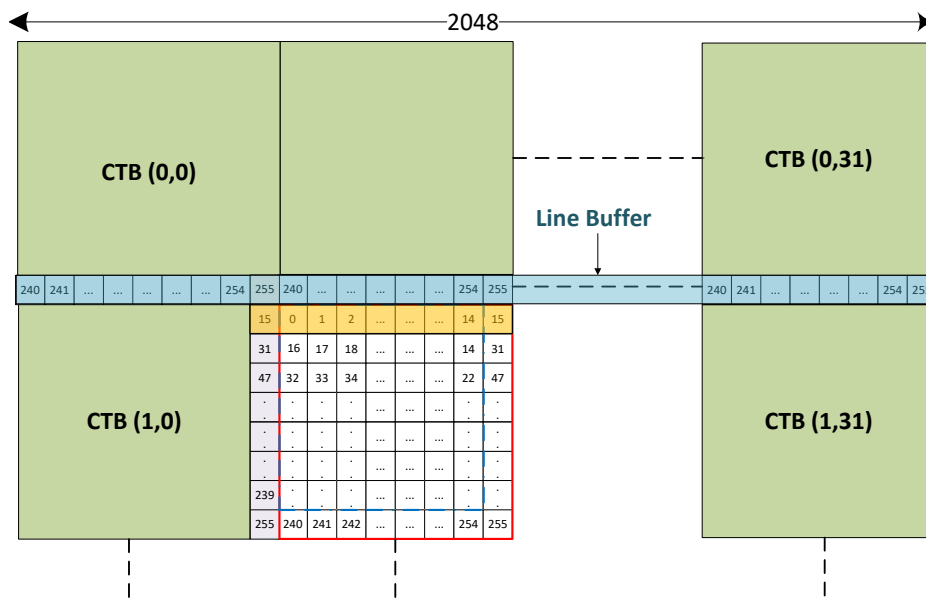 2048
CTB (0,0)
CTB (0,31)
Line Buffer
240 241 ... ... ... ... ... 254 255 240 ... ... ... ... ... 254 255 240 241 ... ... ... ... 254 255
15 0 1 2 ... ... ... 14 15
31 16 17 18 ... ... ... 14 31
47 32 33 34 ... ... ... 22 47
: : : : ... ... ... : :
CTB (1,0)
: : : : ... ... ... : :
CTB (1,31)
: : : : ... ... ... : :
239 : : : ... ... ... : :
255 240 241 242 ... ... ... 254 255